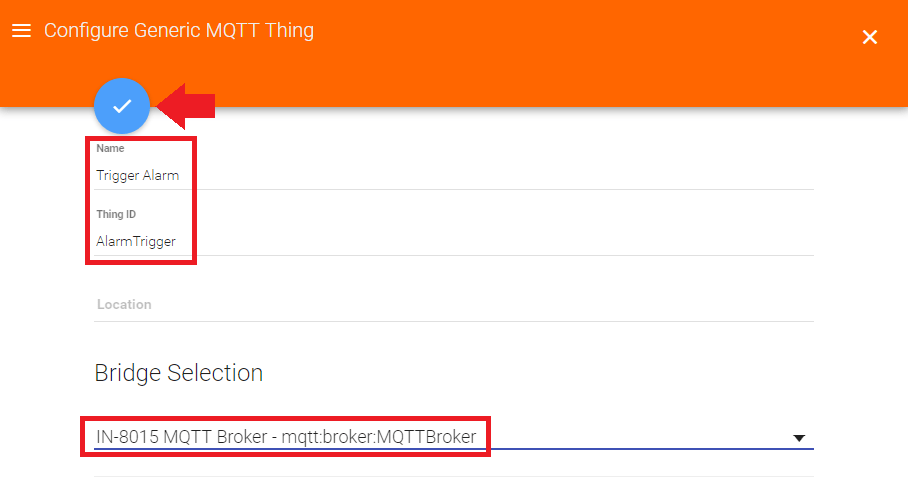 Configure Generic MQTT Thing
Name
Trigger Alarm
Thing ID
AlarmTrigger
Location
Bridge Selection
IN-8015 MQTT Broker - mqtt:broker:MQTTBroker